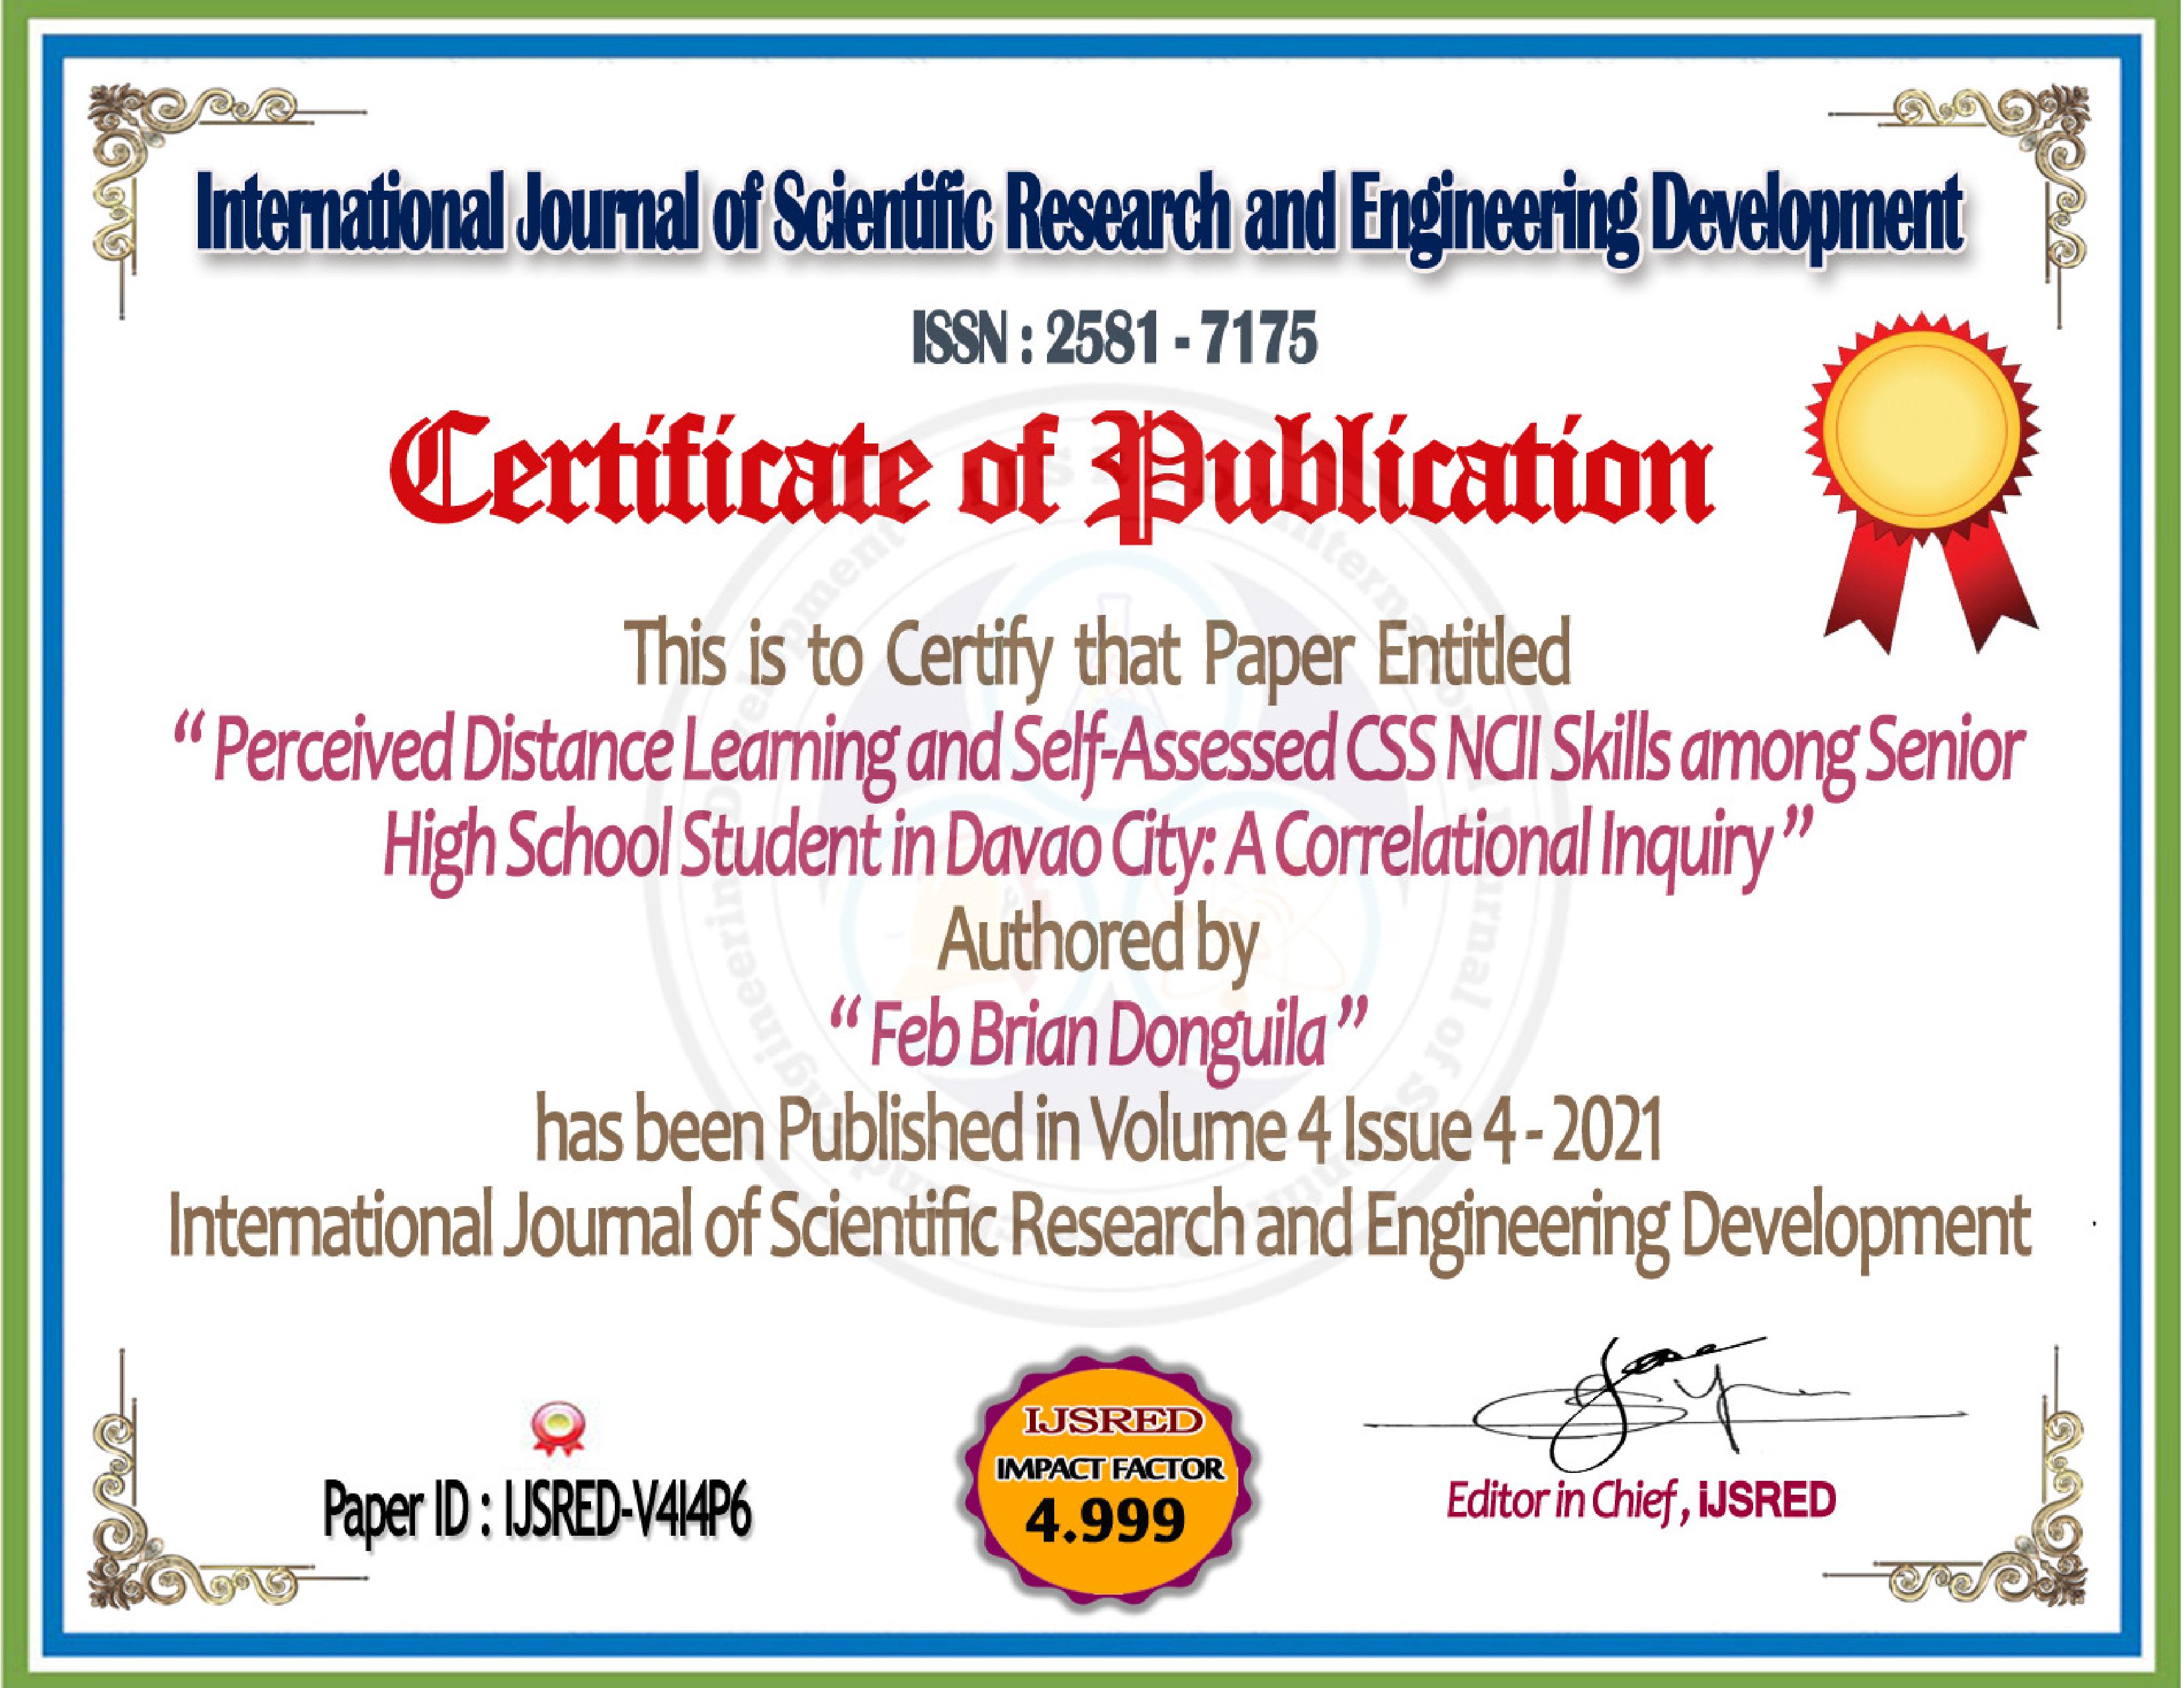 International Journal of Scientific Research and Engineering Development
ISSN : 2581 - 7175
Certificate of Publication
This is to Certify that Paper Entitled
“ Perceived Distance Learning and Self-Assessed CSS NCII Skills among Senior
High School Student in Davao City: A Correlational Inquiry ”
Authored by
“ Feb Brian Donguila ”
has been Published in Volume 4 Issue 4 - 2021
International Journal of Scientific Research and Engineering Development
Paper ID : IJSRED-V4I4P6
IJSRED
IMPACT FACTOR
4.999
Editor in Chief , iJSRED